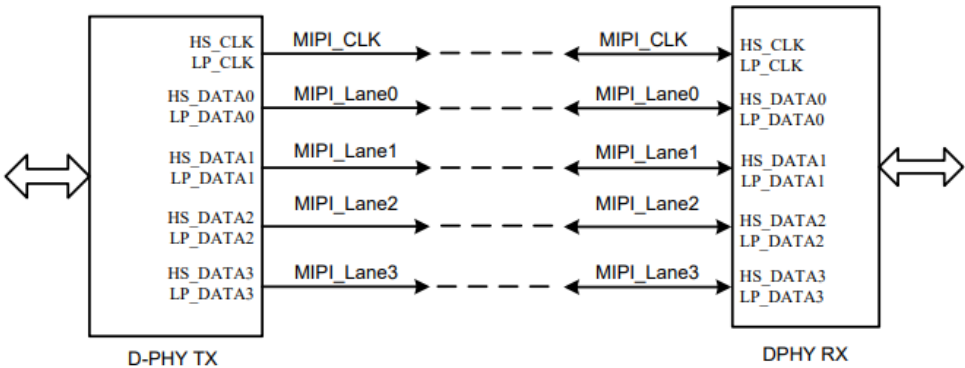 HS_CLK MIPI_CLK MIPI_CLK HS_CLK
LP_CLK LP_CLK
HS_DATA0 MIPI_Lane0 MIPI_Lane0 HS_DATA0
LP_DATA0 LP_DATA0
HS_DATA1 MIPI_Lane1 MIPI_Lane1 HS_DATA1
LP_DATA1 LP_DATA1
HS_DATA2 MIPI_Lane2 MIPI_Lane2 HS_DATA2
LP_DATA2 LP_DATA2
HS_DATA3 MIPI_Lane3 MIPI_Lane3 HS_DATA3
LP_DATA3 LP_DATA3
D-PHY TX DPHY RX